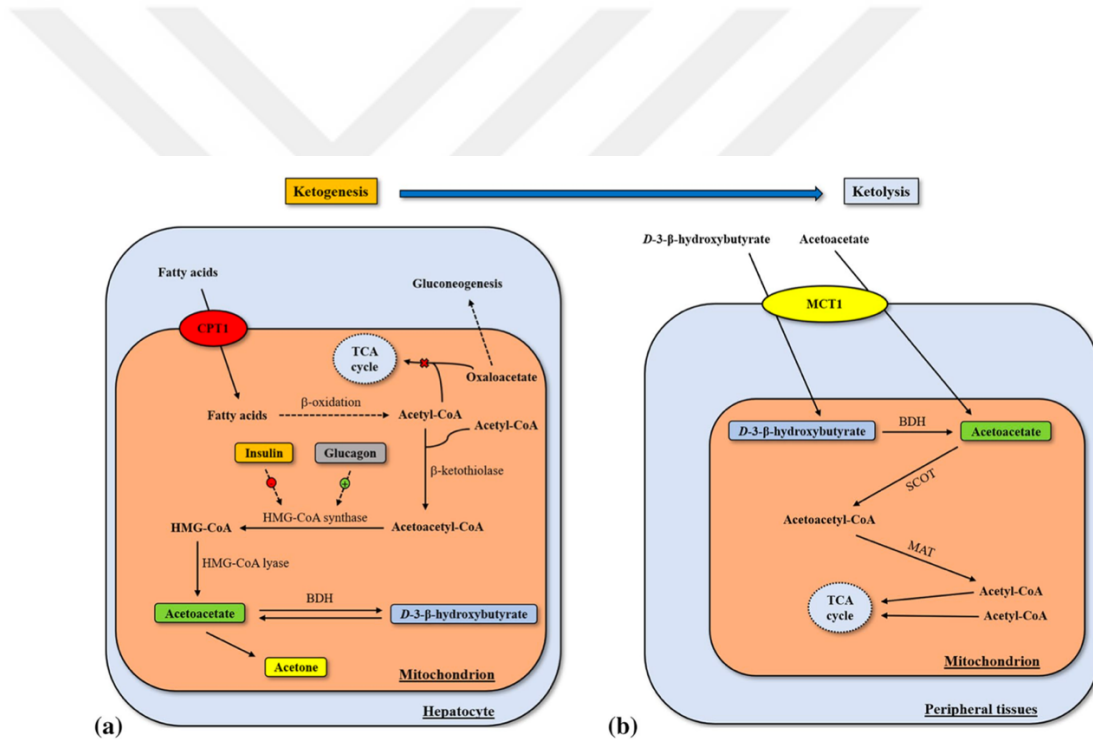 Ketogenesis
Ketolysis
Fatty acids
Gluconeogenesis
CPT1
TCA
cycle
Oxaloacetate
Fatty acids
β-oxidation
Acetyl-CoA
Acetyl-CoA
Insulin
Glucagon
β-ketothiolase
+
HMG-CoA synthase
HMG-CoA
Acetoacetyl-CoA
HMG-CoA lyase
Acetoacetate
BDH
D-3-β-hydroxybutyrate
Acetone
Mitochondrion
Hepatocyte
(a)
D-3-β-hydroxybutyrate
Acetoacetate
MCT1
D-3-β-hydroxybutyrate
BDH
Acetoacetate
SCOT
Acetoacetyl-CoA
MAT
TCA
cycle
Acetyl-CoA
Acetyl-CoA
Mitochondrion
Peripheral tissues
(b)